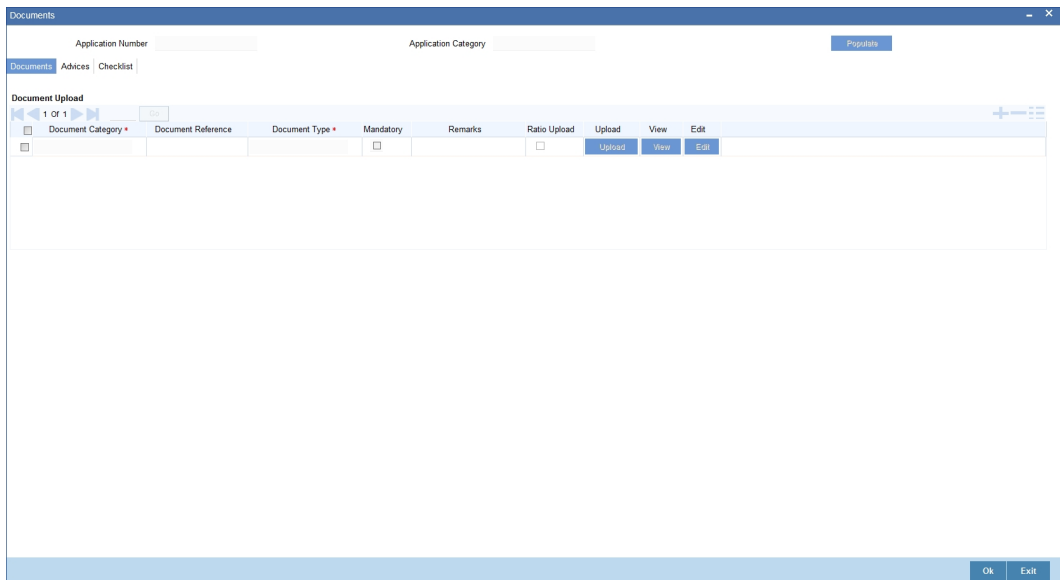 Documents
Application Number Application Category Populate
Documents Advices Checklist
Document Upload
1 Of 1 Go
Document Category * Document Reference Document Type * Mandatory Remarks Ratio Upload Upload View Edit
Upload View Edit
Ok Exit